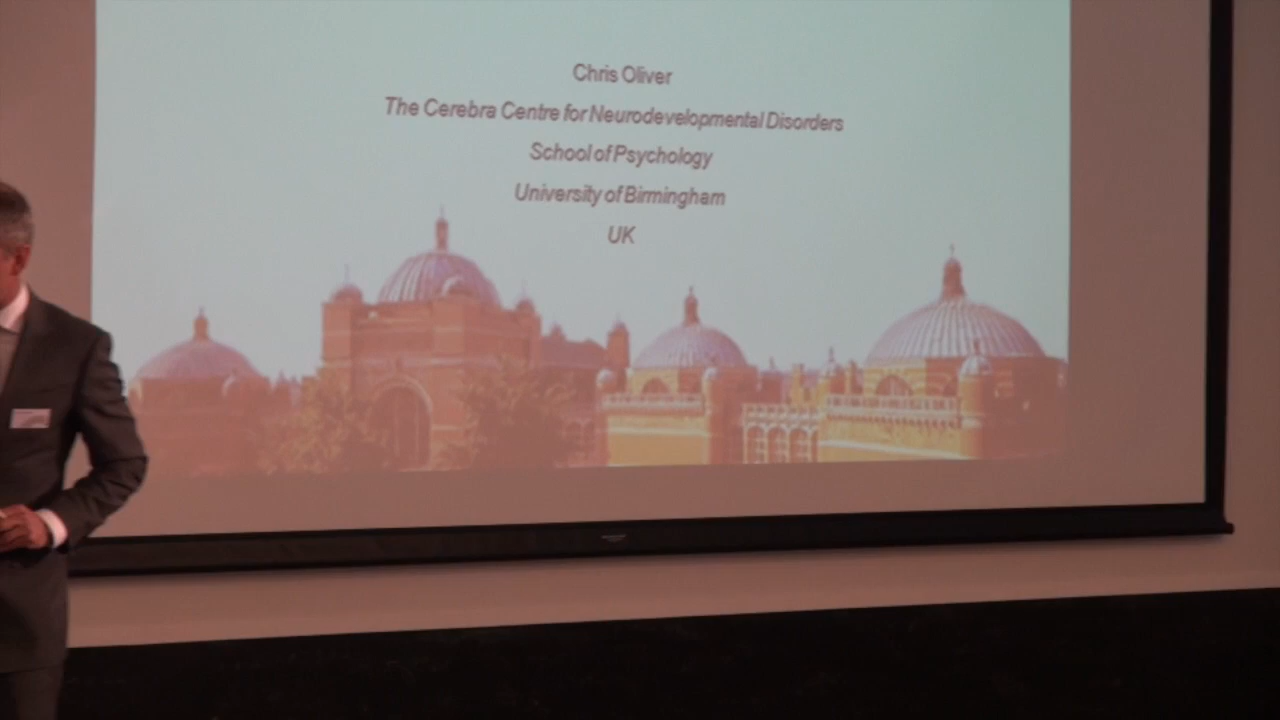 Chris Oliver
The Cerebra Centre for Neurodevelopmental Disorders
School of Psychology
University of Birmingham
UK